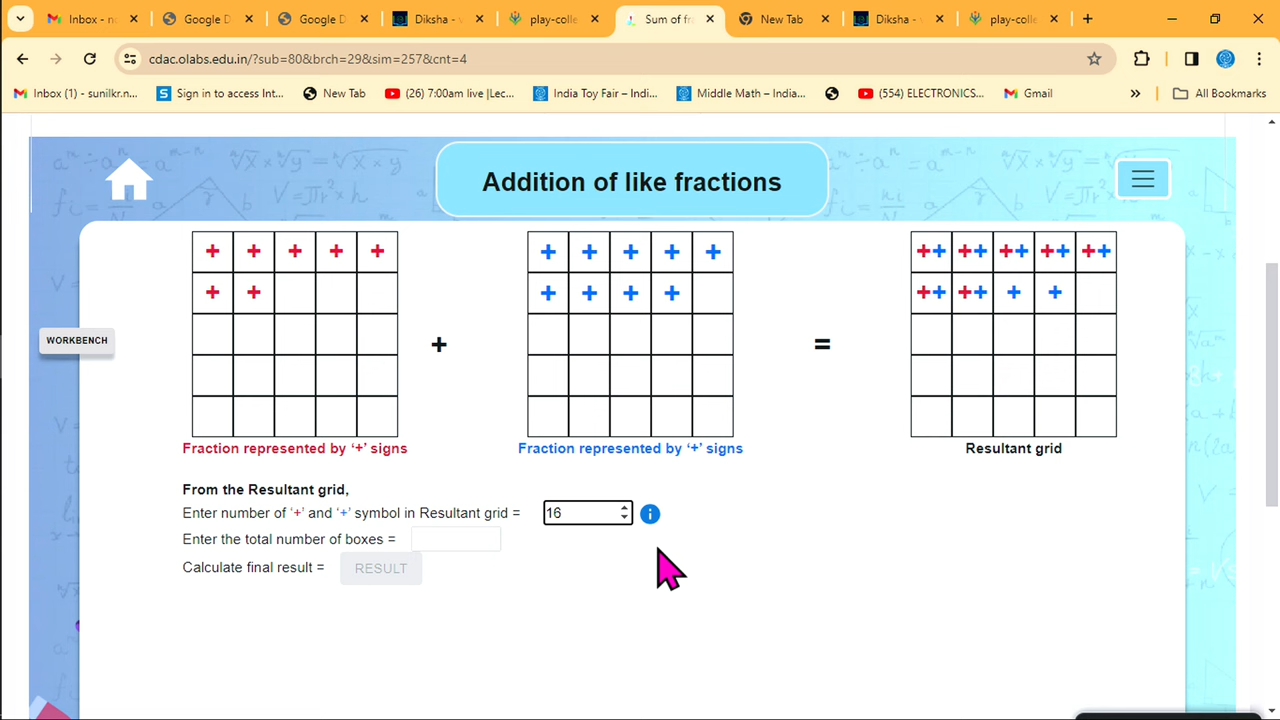 Inbox - n
Google D
Google D
Diksha -
play-colle
Sum of fr
New Tab
Diksha -
play-colle
cdac.olabs.edu.in/?sub=80&brch=29&sim=257&cnt=4
Inbox (1) - sunilkr.n...
Sign in to access Int...
New Tab
(26) 7:00am live |Lec...
India Toy Fair – Indi...
Middle Math – India...
(554) ELECTRONICS...
Gmail
»
All Bookmarks
Addition of like fractions
+ + + + +
+ +
+ + + + +
+ + + +
++ ++ ++ ++ ++
++ ++ + +
WORKBENCH
+
=
Fraction represented by ‘+’ signs
Fraction represented by ‘+’ signs
Resultant grid
From the Resultant grid,
Enter number of ‘+’ and ‘+’ symbol in Resultant grid = 16
Enter the total number of boxes =
Calculate final result = RESULT